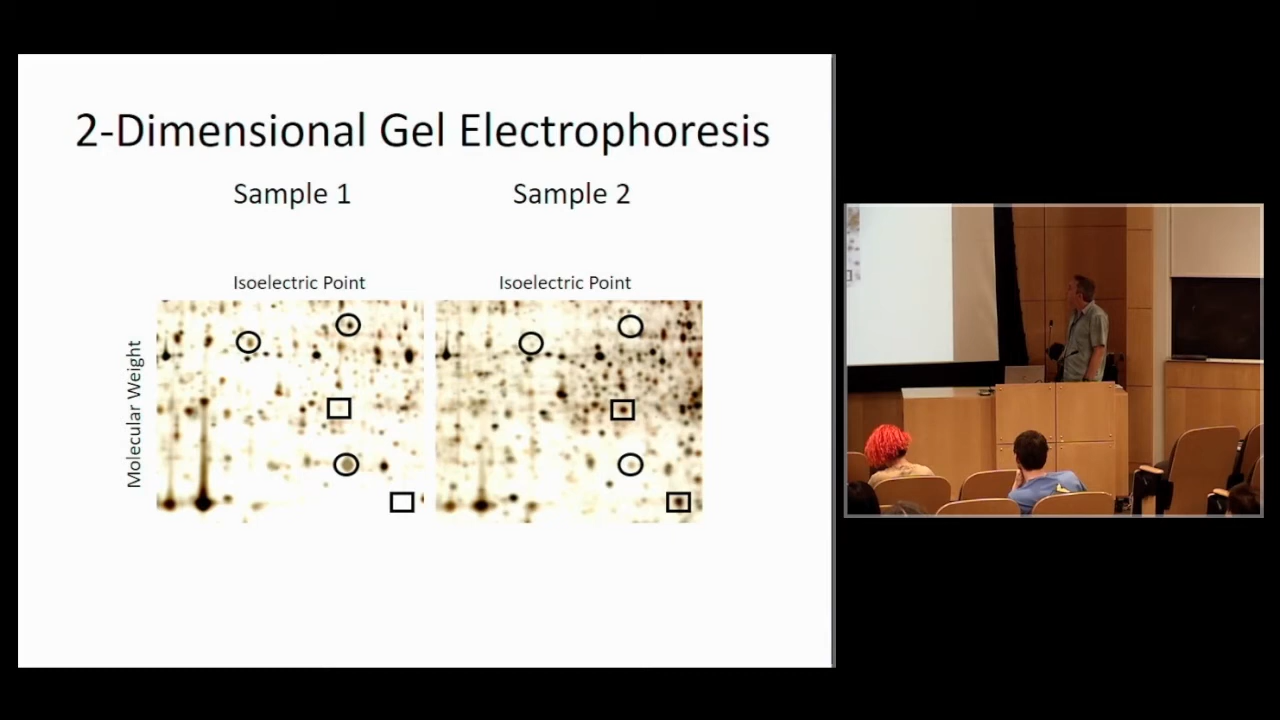 2-Dimensional Gel Electrophoresis
Sample 1
Sample 2
Isoelectric Point
Isoelectric Point
Molecular Weight